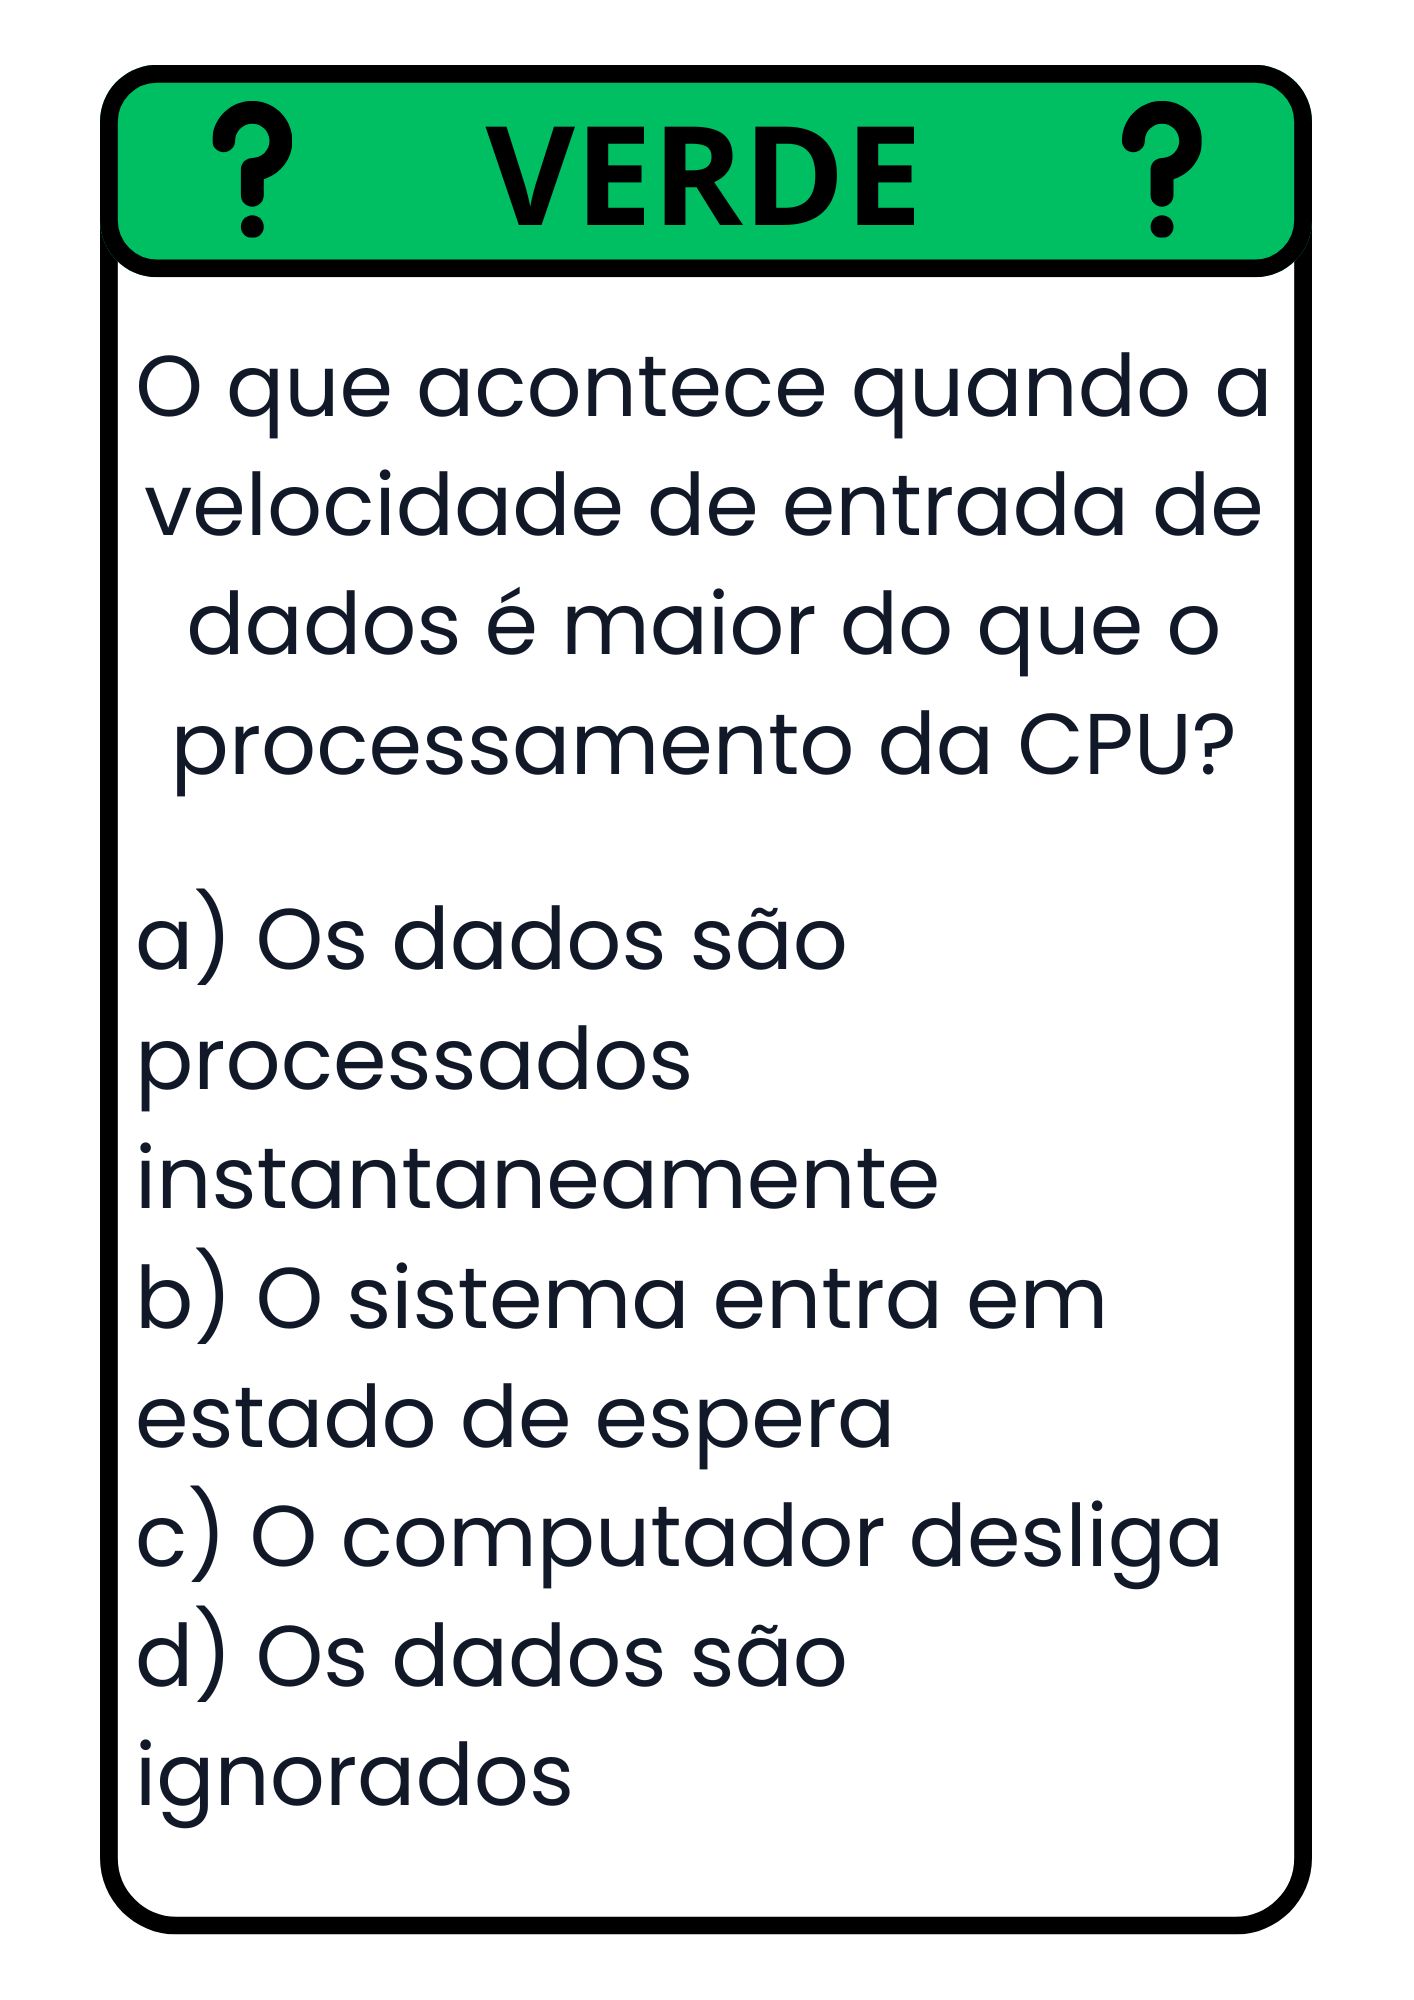 ? VERDE ?
O que acontece quando a
velocidade de entrada de
dados é maior do que o
processamento da CPU?
a) Os dados são
processados
instantaneamente
b) O sistema entra em
estado de espera
c) O computador desliga
d) Os dados são
ignorados